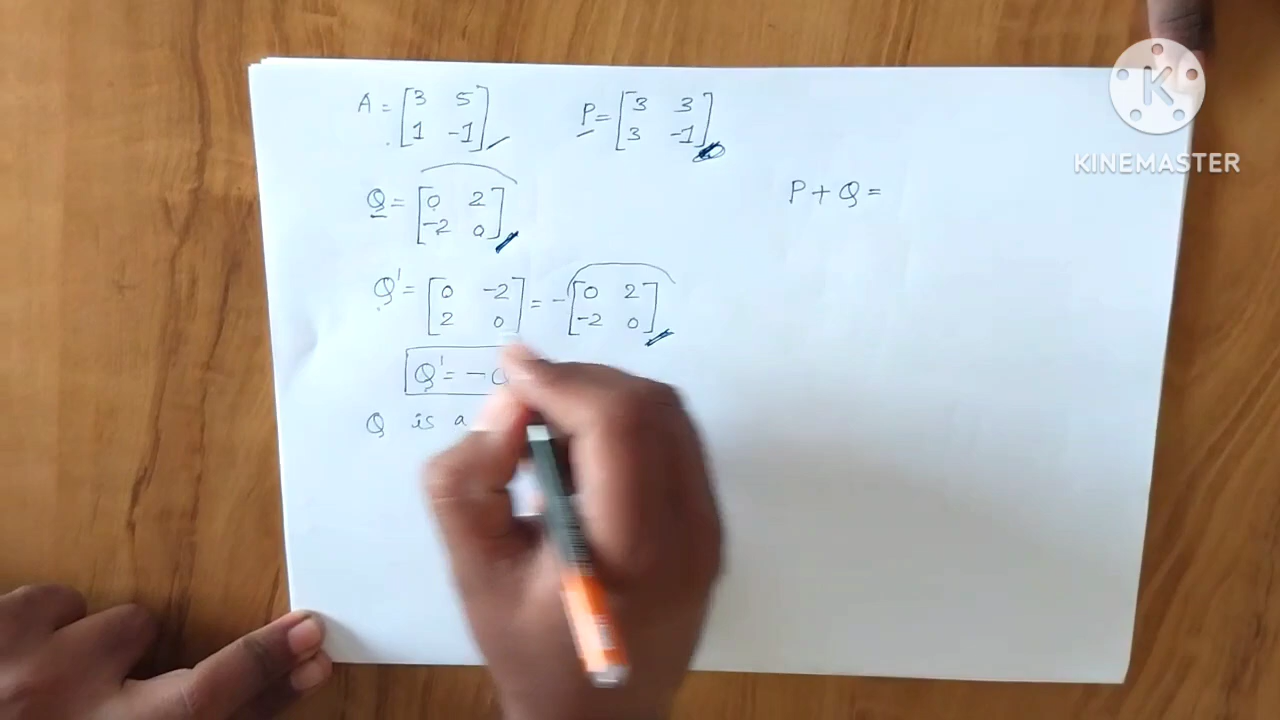 A = [3 5
1 -1]
P = [3 3
3 -1]
Q = [0 2
-2 0]
P + Q =
Q' = [0 -2
2 0] = - [0 2
-2 0]
Q' = -
Q is a
K
KINEMASTER